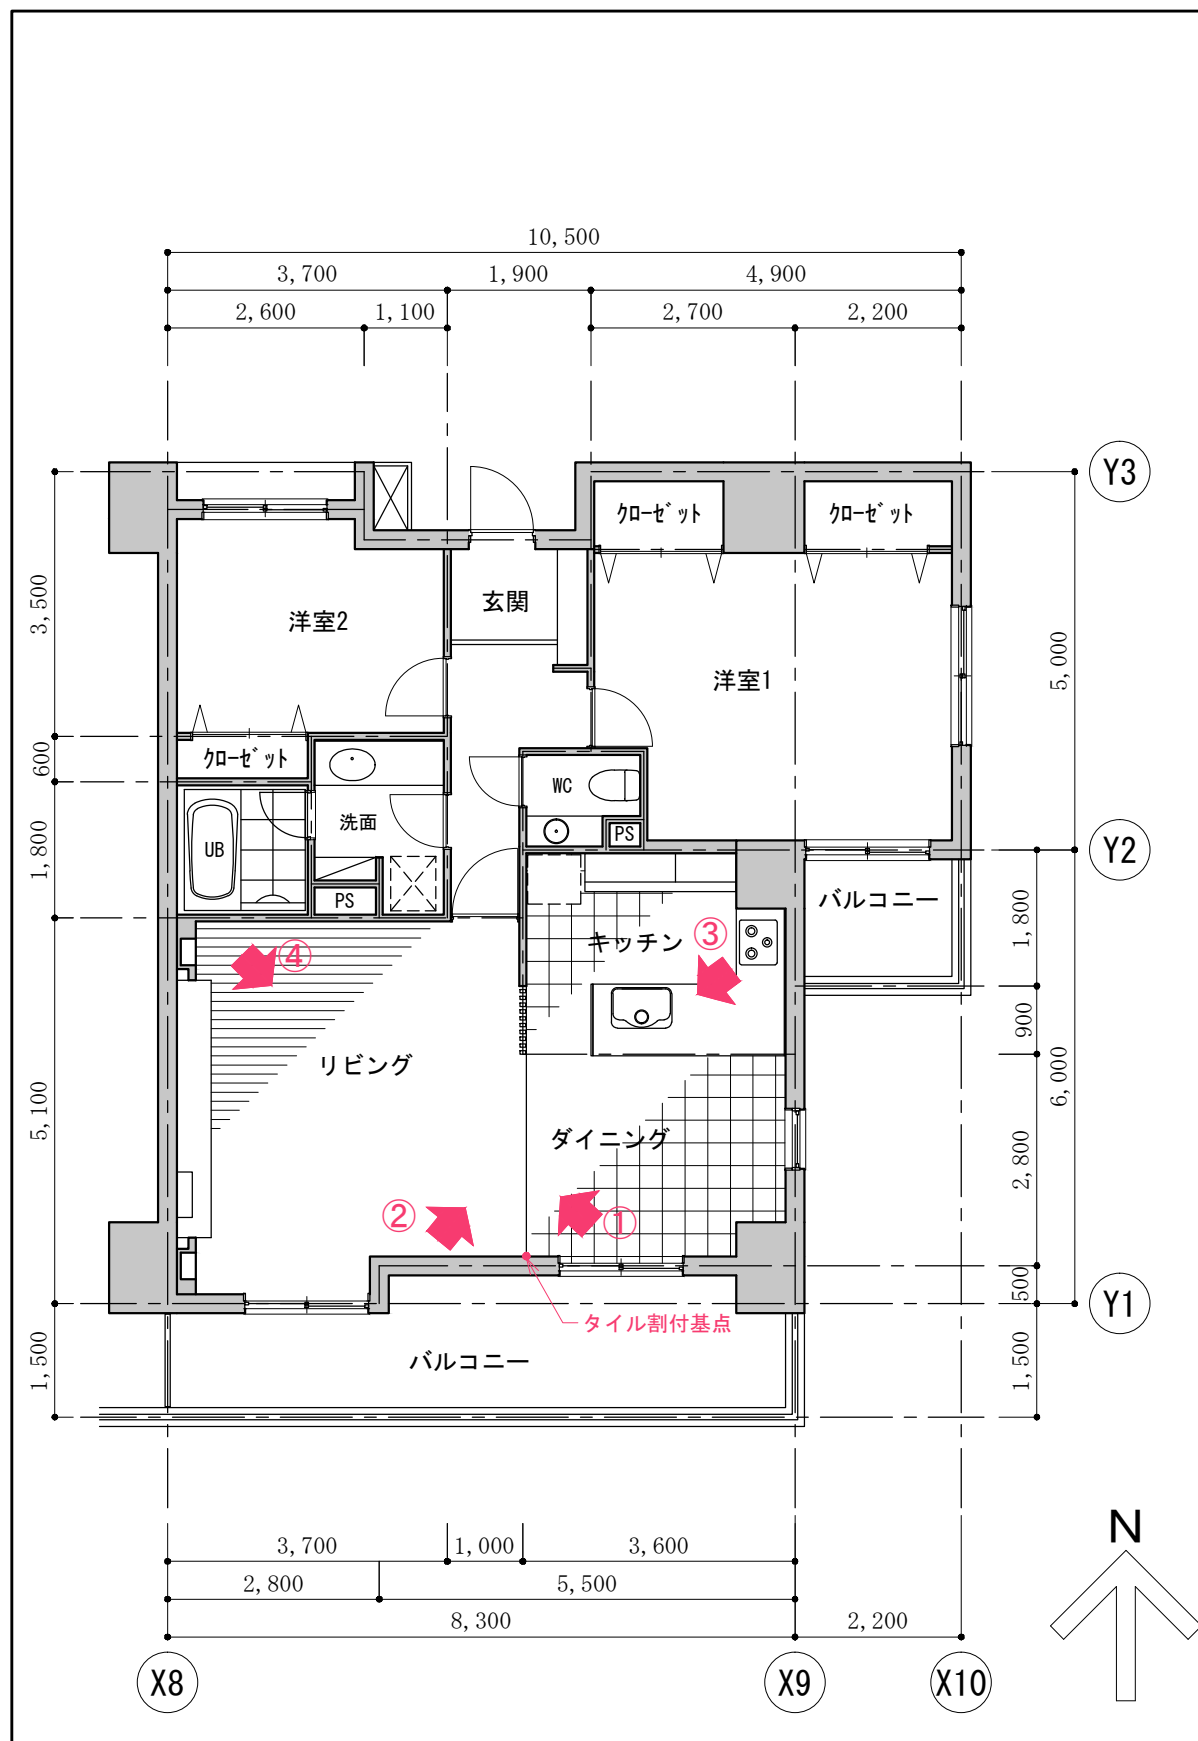 10,500
3,700
1,900
4,900
2,600
1,100
2,700
2,200
Y3
クローゼット
クローゼット
玄関
洋室2
3,500
5,000
洋室1
クローゼット
600
WC
洗面
PS
UB
1,800
Y2
PS
バルコニー
1,800
キッチン
③
④
900
リビング
5,100
6,000
ダイニング
2,800
②
①
500
Y1
タイル割付基点
バルコニー
1,500
1,500
N
3,700
1,000
3,600
2,800
5,500
8,300
2,200
X8
X9
X10